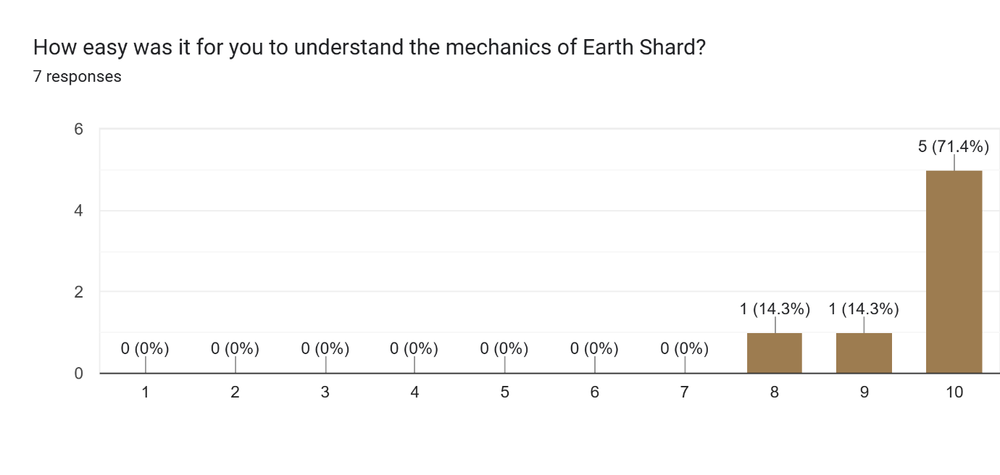 How easy was it for you to understand the mechanics of Earth Shard?
7 responses
6
5 (71.4%)
4
2
1 (14.3%) 1 (14.3%)
0 (0%) 0 (0%) 0 (0%) 0 (0%) 0 (0%) 0 (0%) 0 (0%)
0
1 2 3 4 5 6 7 8 9 10